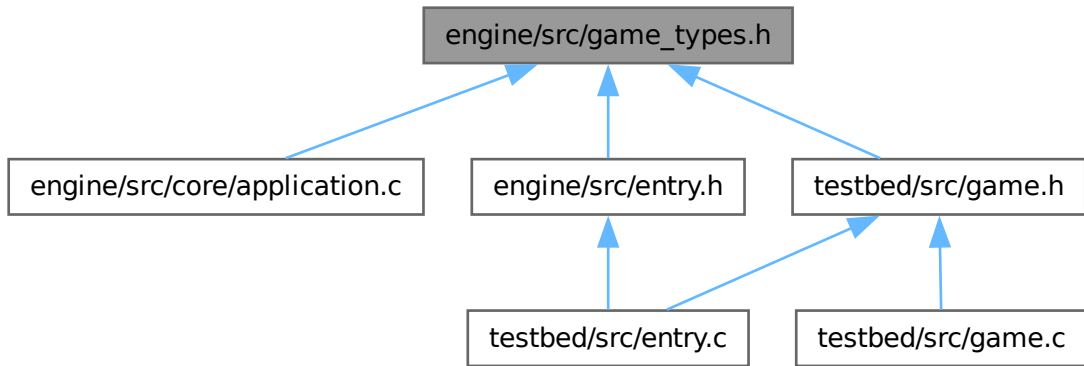 engine/src/game_types.h
engine/src/core/application.c
engine/src/entry.h
testbed/src/game.h
testbed/src/entry.c
testbed/src/game.c